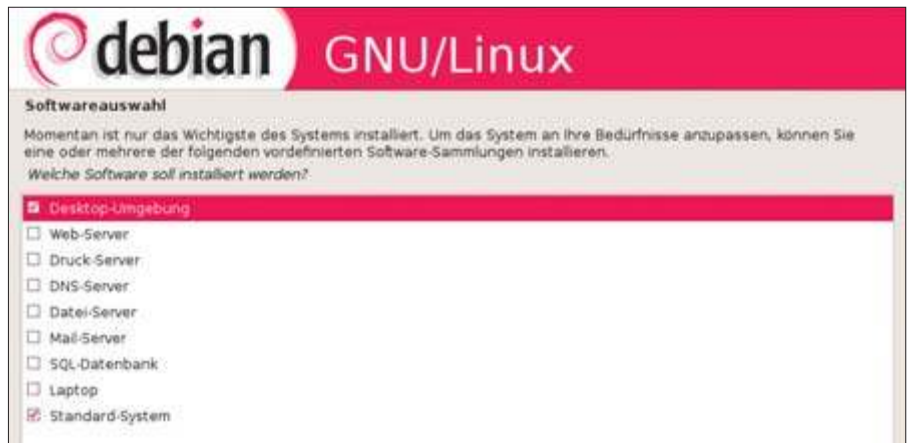 debian GNU/Linux
Softwareauswahl
Momentan ist nur das Wichtigste des Systems installiert. Um das System an Ihre Bedürfnisse anzupassen, können Sie
eine oder mehrere der folgenden vordefinierten Software-Sammlungen installieren.
Welche Software soll installiert werden?
Desktop-Umgebung
Web-Server
Druck-Server
DNS-Server
Datei-Server
Mail-Server
SQL-Datenbank
Laptop
Standard-System